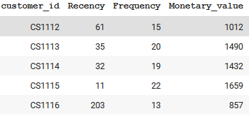 customer_id Recency Frequency Monetary_value
CS1112 61 15 1012
CS1113 35 20 1490
CS1114 32 19 1432
CS1115 11 22 1659
CS1116 203 13 857